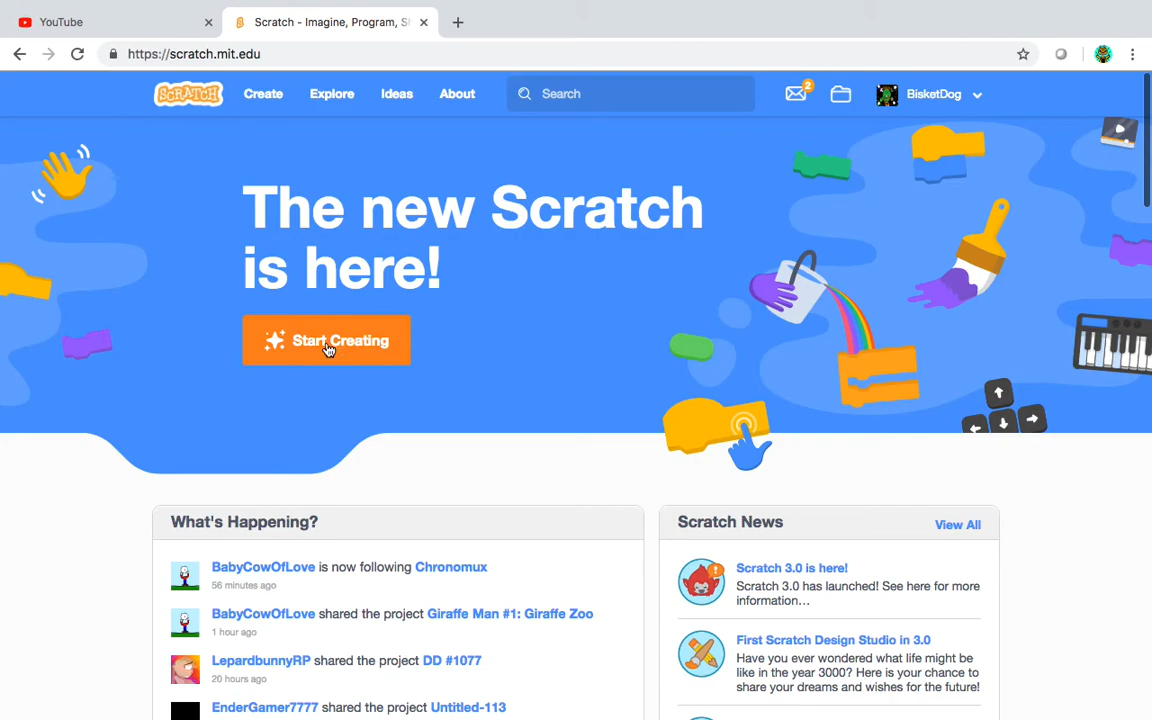 YouTube
Scratch - Imagine, Program, S
https://scratch.mit.edu
SCRATCH
Create
Explore
Ideas
About
Search
2
BisketDog
The new Scratch
is here!
Start Creating
What's Happening?
BabyCowOfLove is now following Chronomux
56 minutes ago
BabyCowOfLove shared the project Giraffe Man #1: Giraffe Zoo
1 hour ago
LepardbunnyRP shared the project DD #1077
20 hours ago
EnderGamer7777 shared the project Untitled-113
Scratch News
View All
Scratch 3.0 is here!
Scratch 3.0 has launched! See here for more
information…
First Scratch Design Studio in 3.0
Have you ever wondered what life might be
like in the year 3000? Here is your chance to
share your dreams and wishes for the future!